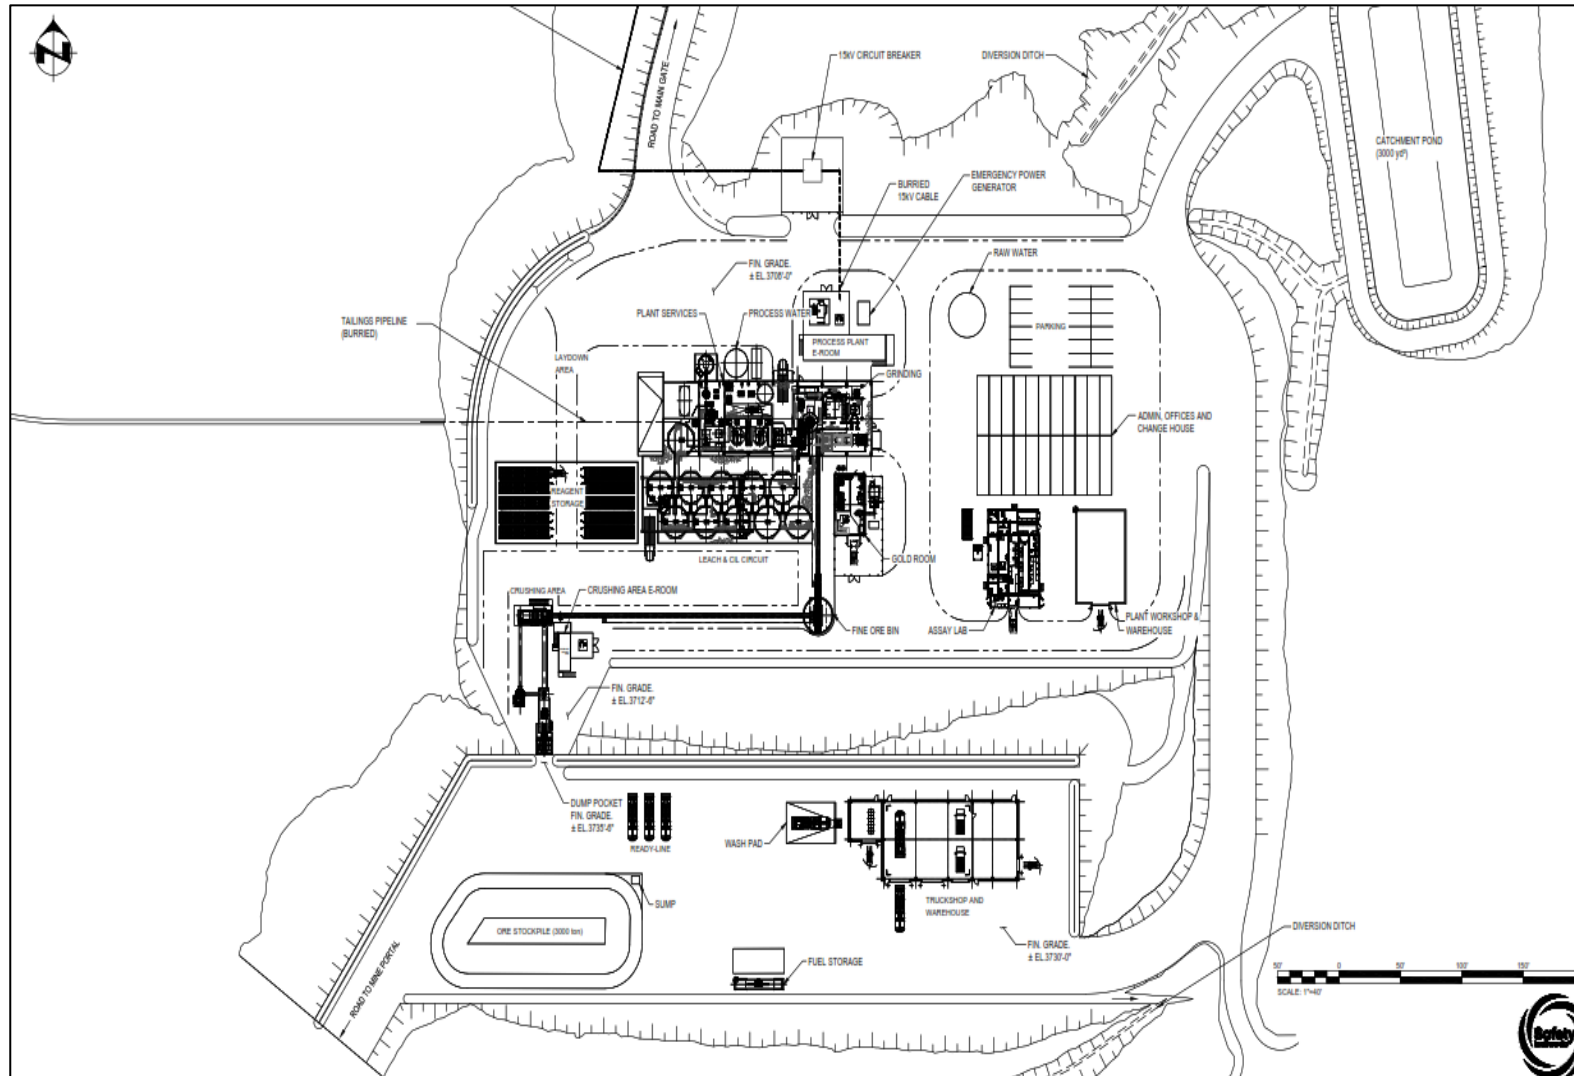 N
ROAD TO MAIN GATE
15kV CIRCUIT BREAKER
DIVERSION DITCH
CATCHMENT POND
(3000 yd³)
BURRIED
15kV CABLE
EMERGENCY POWER
GENERATOR
FIN. GRADE.
± EL.3706'-0"
RAW WATER
TAILINGS PIPELINE
(BURRIED)
PLANT SERVICES
PROCESS WATER
PARKING
PROCESS PLANT
E-ROOM
LAYDOWN
AREA
GRINDING
ADMIN, OFFICES AND
CHANGE HOUSE
REAGENT
STORAGE
LEACH & CIL CIRCUIT
GOLD ROOM
CRUSHING AREA
CRUSHING AREA E-ROOM
FINE ORE BIN
ASSAY LAB
PLANT WORKSHOP &
WAREHOUSE
FIN. GRADE.
± EL.3712'-6"
DUMP POCKET
FIN. GRADE.
± EL.3735'-6"
READY-LINE
WASH PAD
SUMP
TRUCKSHOP AND
WAREHOUSE
ORE STOCKPILE (3000 ton)
FIN. GRADE.
± EL.3730'-0"
DIVERSION DITCH
FUEL STORAGE
ROAD TO MINE PORTAL
50' 0 50' 100' 150'
SCALE: 1"=40'
Safety